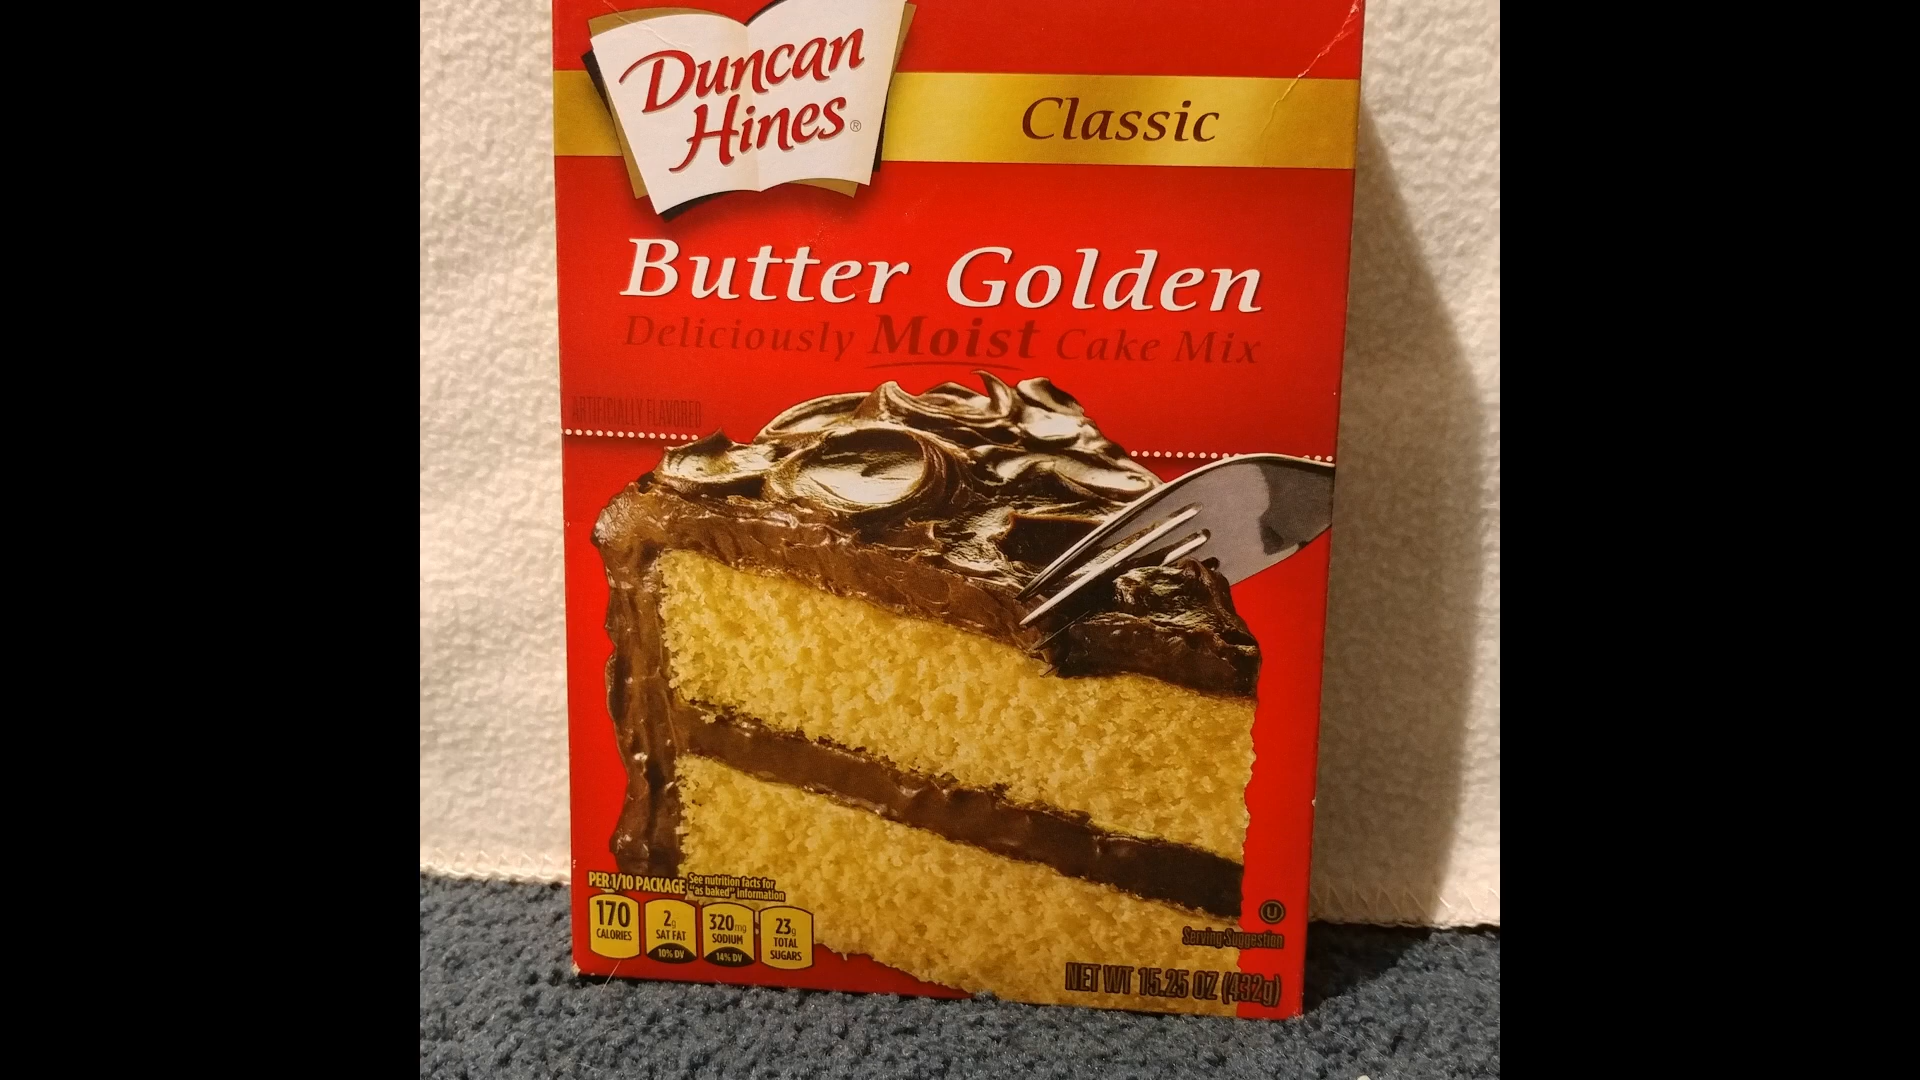 Duncan
Hines®
Classic
Butter Golden
Deliciously Moist Cake Mix
ARTIFICIALLY FLAVORED
PER 1/10 PACKAGE See nutrition facts for
"as baked" information
170 CALORIES
2g SAT FAT 10% DV
320mg SODIUM 14% DV
23g TOTAL SUGARS
U
Serving Suggestion
NET WT 15.25 OZ (432g)